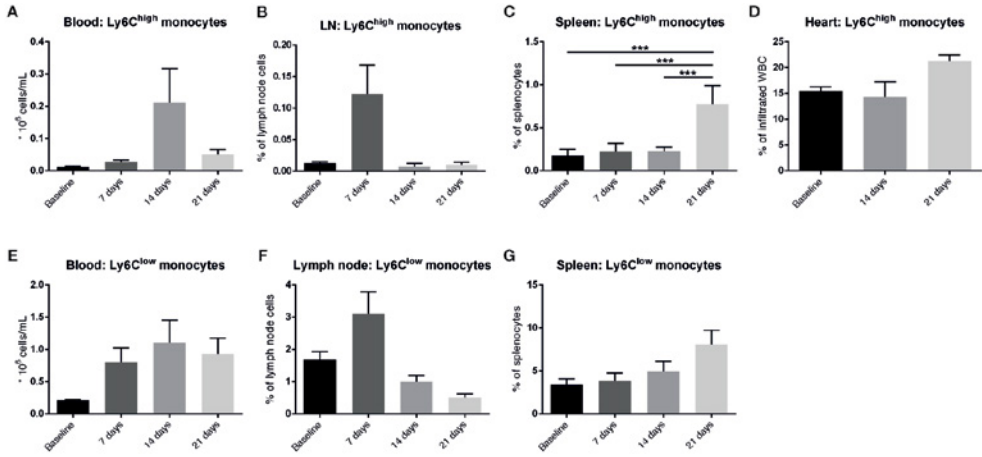 A
Blood: Ly6Chigh monocytes
* 10⁶ cells/mL
0.4
0.3
0.2
0.1
0.0
Baseline
7 days
14 days
21 days
B
LN: Ly6Chigh monocytes
% of lymph node cells
0.20
0.15
0.10
0.05
0.00
Baseline
7 days
14 days
21 days
C
Spleen: Ly6Chigh monocytes
% of splenocytes
1.5
1.0
0.5
0.0
***
***
***
Baseline
7 days
14 days
21 days
D
Heart: Ly6Chigh monocytes
% of infiltrated WBC
25
20
15
10
5
0
Baseline
14 days
21 days
E
Blood: Ly6Clow monocytes
* 10⁶ cells/mL
2.0
1.5
1.0
0.5
0.0
Baseline
7 days
14 days
21 days
F
Lymph node: Ly6Clow monocytes
% of lymph node cells
4
3
2
1
0
Baseline
7 days
14 days
21 days
G
Spleen: Ly6Clow monocytes
% of splenocytes
15
10
5
0
Baseline
7 days
14 days
21 days